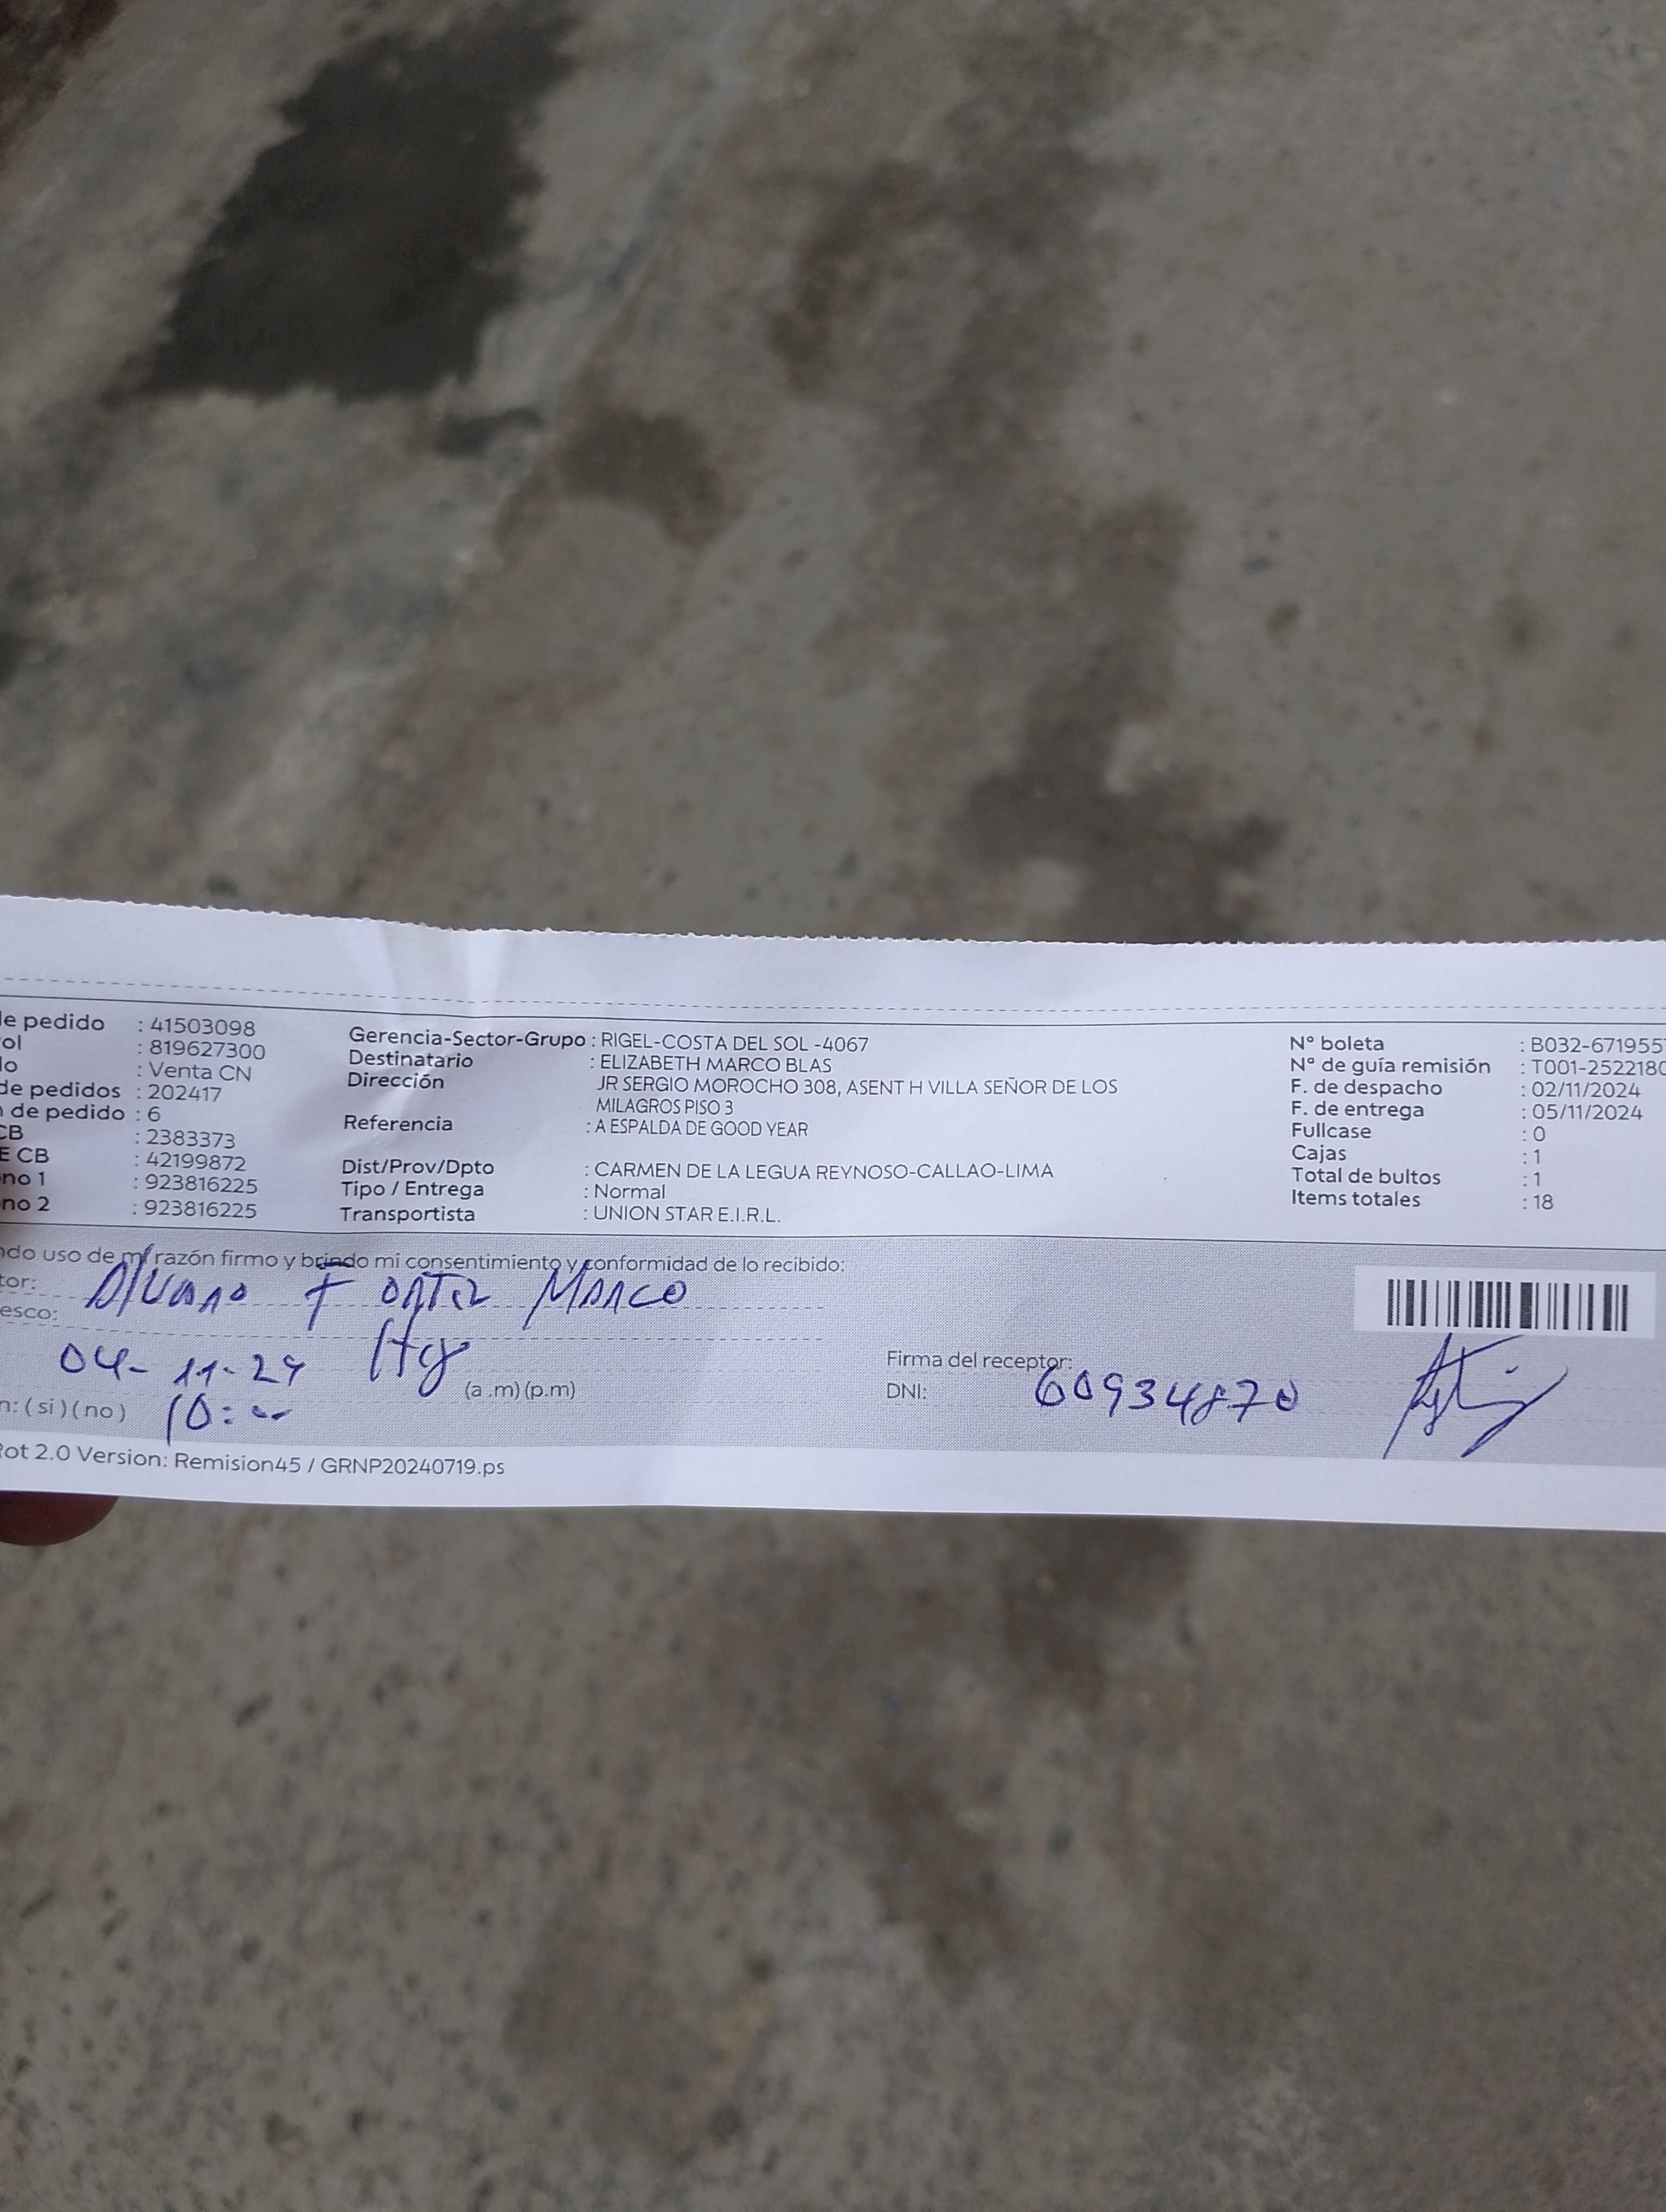 de pedido : 41503098
ol : 819627300
lo : Venta CN
de pedidos : 202417
de pedido : 6
CB : 2383373
E CB : 42199872
no 1 : 923816225
no 2 : 923816225
Gerencia-Sector-Grupo : RIGEL-COSTA DEL SOL -4067
Destinatario : ELIZABETH MARCO BLAS
Dirección JR SERGIO MOROCHO 308, ASENT H VILLA SEÑOR DE LOS
MILAGROS PISO 3
Referencia : A ESPALDA DE GOOD YEAR
Dist/Prov/Dpto : CARMEN DE LA LEGUA REYNOSO-CALLAO-LIMA
Tipo / Entrega : Normal
Transportista : UNION STAR E.I.R.L.
N° boleta : B032-671955
N° de guía remisión : T001-2522180
F. de despacho : 02/11/2024
F. de entrega : 05/11/2024
Fullcase : 0
Cajas : 1
Total de bultos : 1
Items totales : 18
ndo uso de mi razón firmo y brindo mi consentimiento y conformidad de lo recibido:
tor: Alvaro F ORTIZ MARCO
esco:
04-11-24
(a .m) (p.m)
n: ( si ) ( no ) 10:
Firma del receptor:
DNI: 60934870
Rot 2.0 Version: Remision45 / GRNP20240719.ps